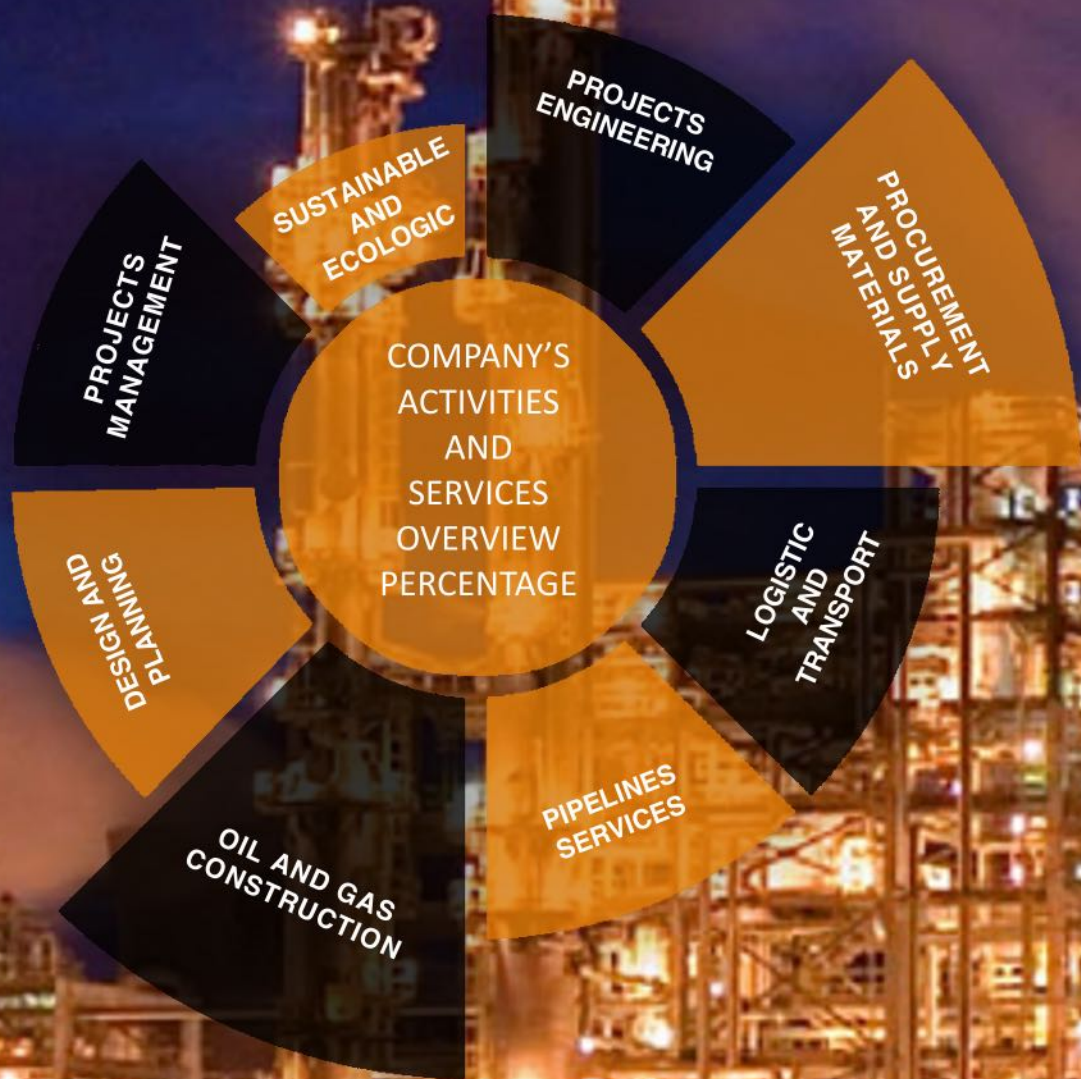 COMPANY’S
ACTIVITIES
AND
SERVICES
OVERVIEW
PERCENTAGE
PROJECTS
ENGINEERING
PROCUREMENT
AND SUPPLY
MATERIALS
LOGISTIC
AND
TRANSPORT
PIPELINES
SERVICES
OIL AND GAS
CONSTRUCTION
DESIGN AND
PLANNING
PROJECTS
MANAGEMENT
SUSTAINABLE
AND
ECOLOGIC